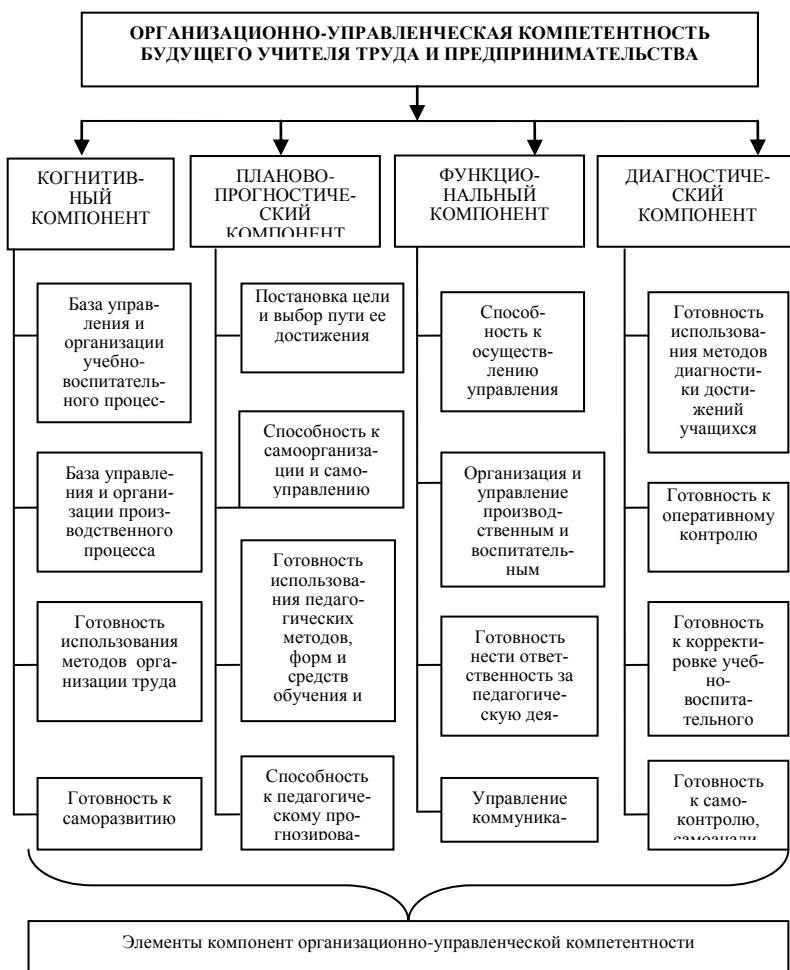 ОРГАНИЗАЦИОННО-УПРАВЛЕНЧЕСКАЯ КОМПЕТЕНТНОСТЬ
БУДУЩЕГО УЧИТЕЛЯ ТРУДА И ПРЕДПРИНИМАТЕЛЬСТВА
КОГНИТИВ-
НЫЙ
КОМПОНЕНТ
База управ-
ления и
организации
учебно-
воспитатель-
ного процес-
База управле-
ния и органи-
зации произ-
водственного
процесса
Готовность
использования
методов орга-
низации труда
Готовность к
саморазвитию
ПЛАНОВО-
ПРОГНОСТИЧЕ-
СКИЙ
КОМПОНЕНТ
Постановка цели
и выбор пути ее
достижения
Способность к
самоорганиза-
ции и само-
управлению
Готовность
использова-
ния педаго-
гических
методов,
форм и
средств
обучения и
Способность
к педагогиче-
скому про-
гнозирова-
ФУНКЦИО-
НАЛЬНЫЙ
КОМПОНЕНТ
Способ-
ность к
осуществ-
лению
управления
Организация и
управление
производ-
ственным и
воспитатель-
ным
Готовность
нести ответ-
ственность за
педагогиче-
скую дея-
Управление
коммуника-
ДИАГНОСТИЧЕ-
СКИЙ
КОМПОНЕНТ
Готовность
использова-
ния методов
диагности-
ки дости-
жений
учащихся
Готовность к
оперативному
контролю
Готовность
к корректи-
ровке учеб-
но-
воспита-
тельного
Готовность
к само-
контролю,
самоанали-
Элементы компонент организационно-управленческой компетентности